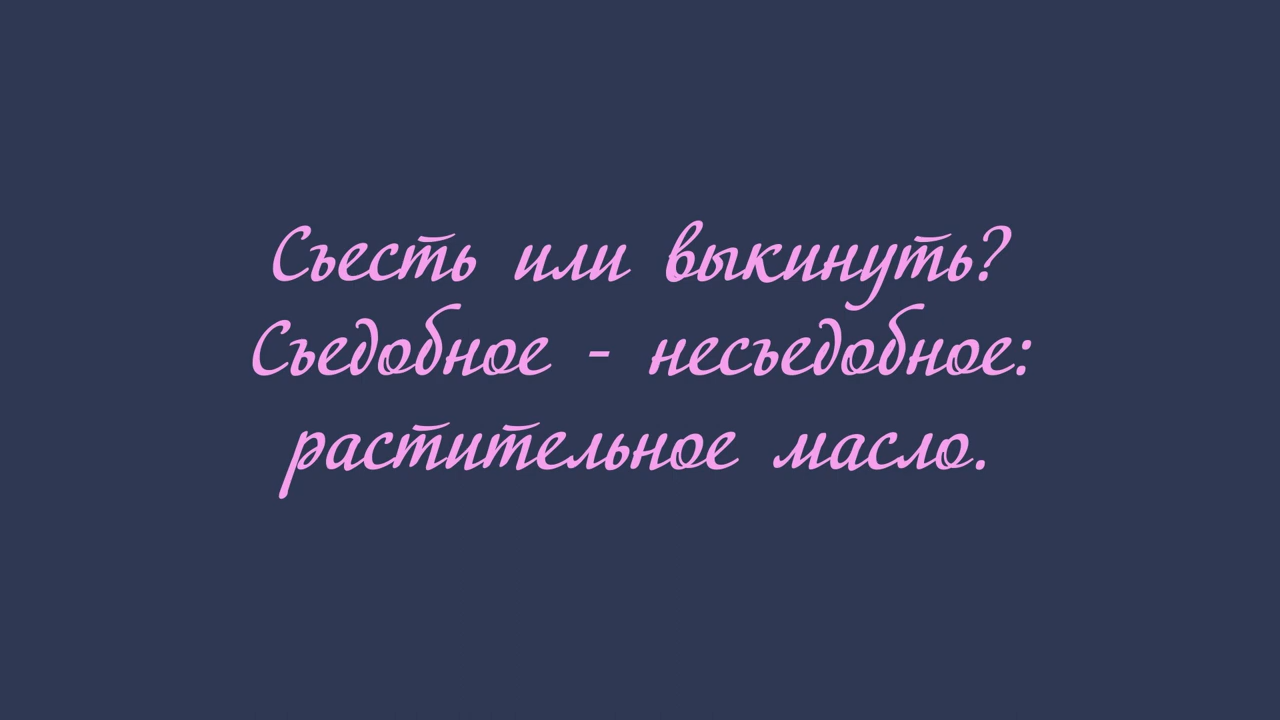 Съесть или выкинуть?
Съедобное - несъедобное:
растительное масло.